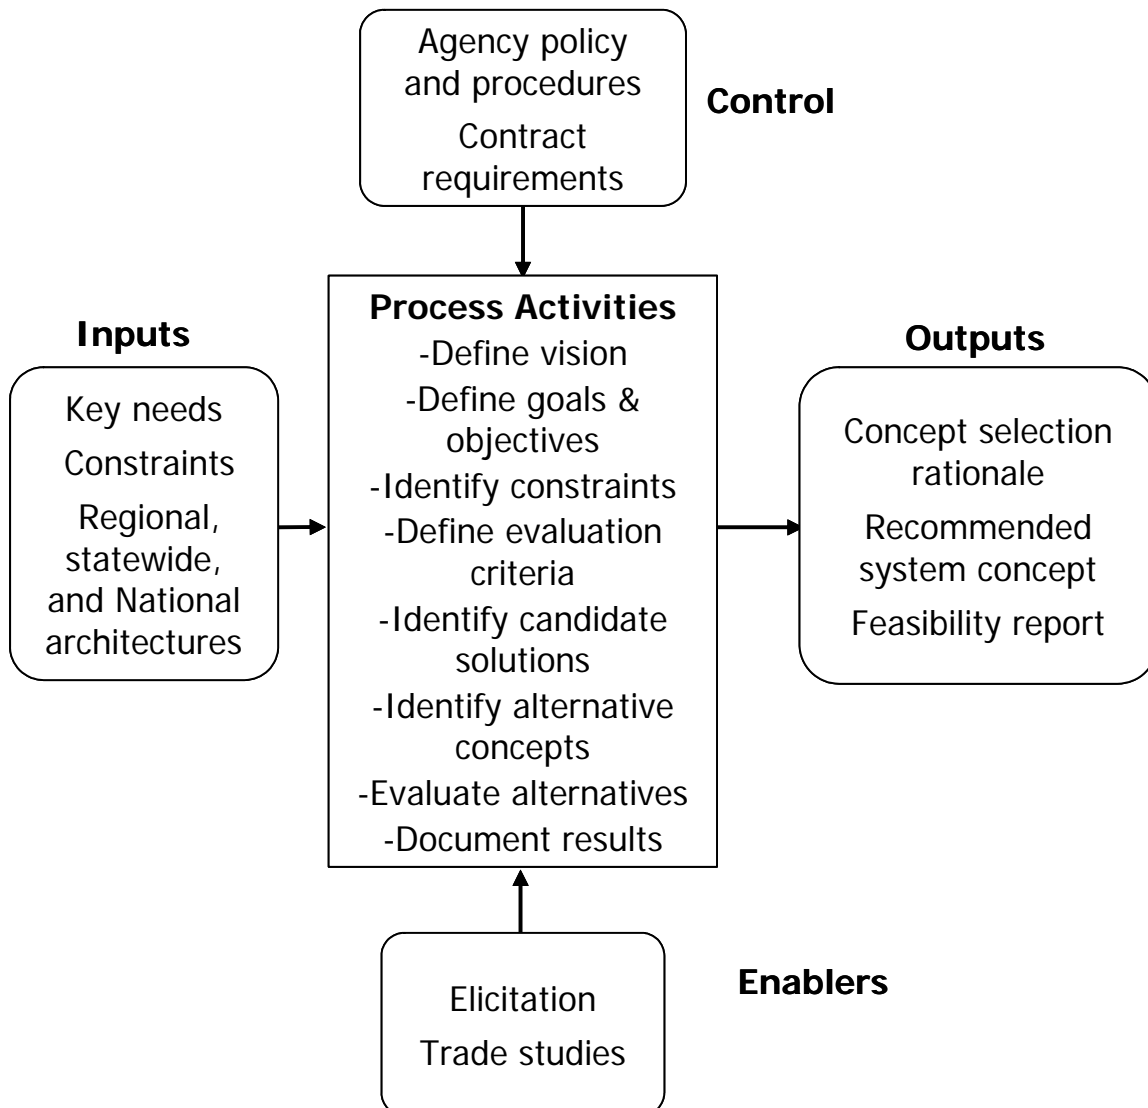 Agency policy
and procedures
Contract
requirements
Control
Inputs
Key needs
Constraints
Regional,
statewide,
and National
architectures
Process Activities
-Define vision
-Define goals &
objectives
-Identify constraints
-Define evaluation
criteria
-Identify candidate
solutions
-Identify alternative
concepts
-Evaluate alternatives
-Document results
Outputs
Concept selection
rationale
Recommended
system concept
Feasibility report
Elicitation
Trade studies
Enablers